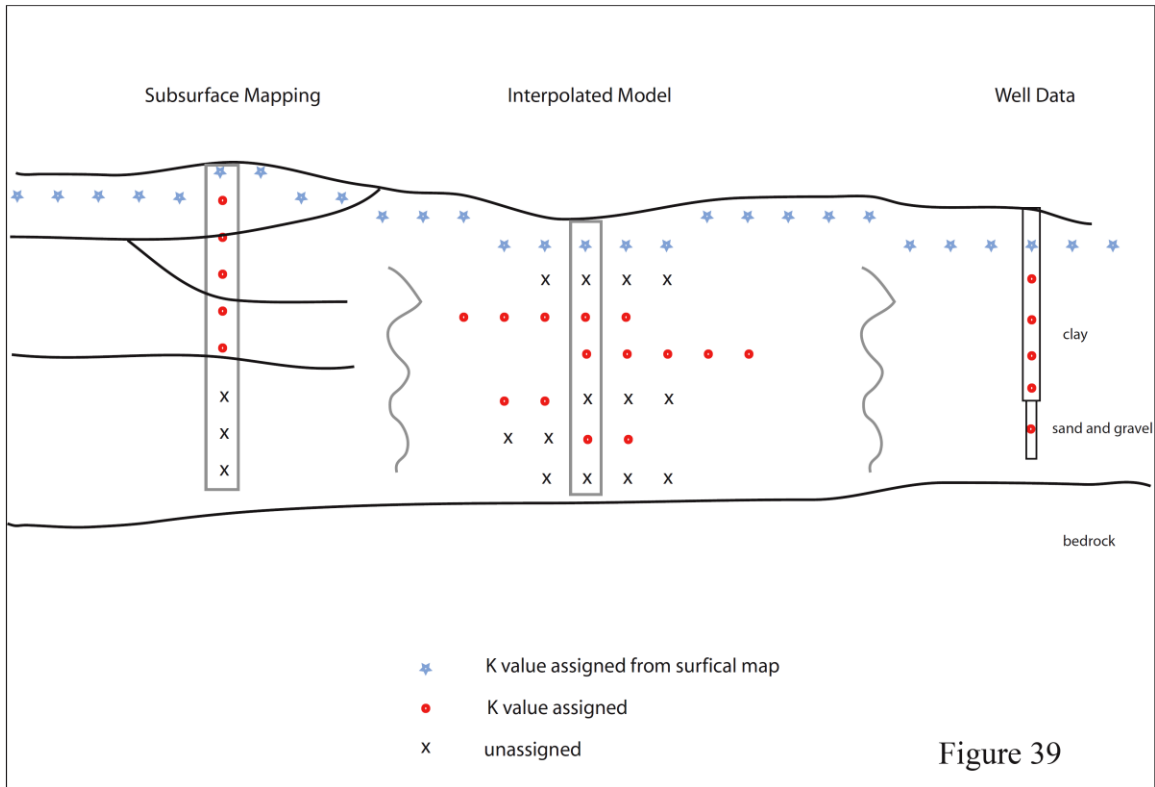 Subsurface Mapping
Interpolated Model
Well Data
x x x x
clay
x x x x
sand and gravel
x x x
x x x x x
bedrock
K value assigned from surfical map
K value assigned
x unassigned
Figure 39